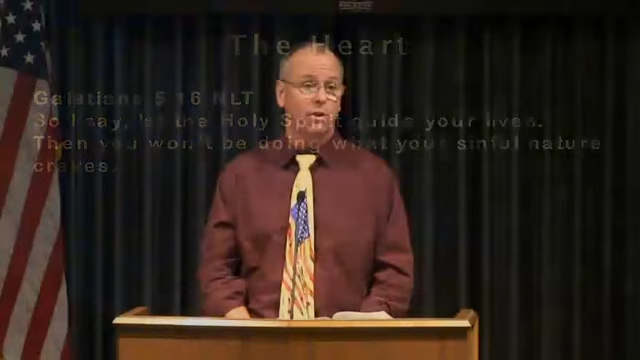 The Heart
Galatians 5:16 NLT
So I say, let the Holy Spirit guide your lives.
Then you won't be doing what your sinful nature
craves.